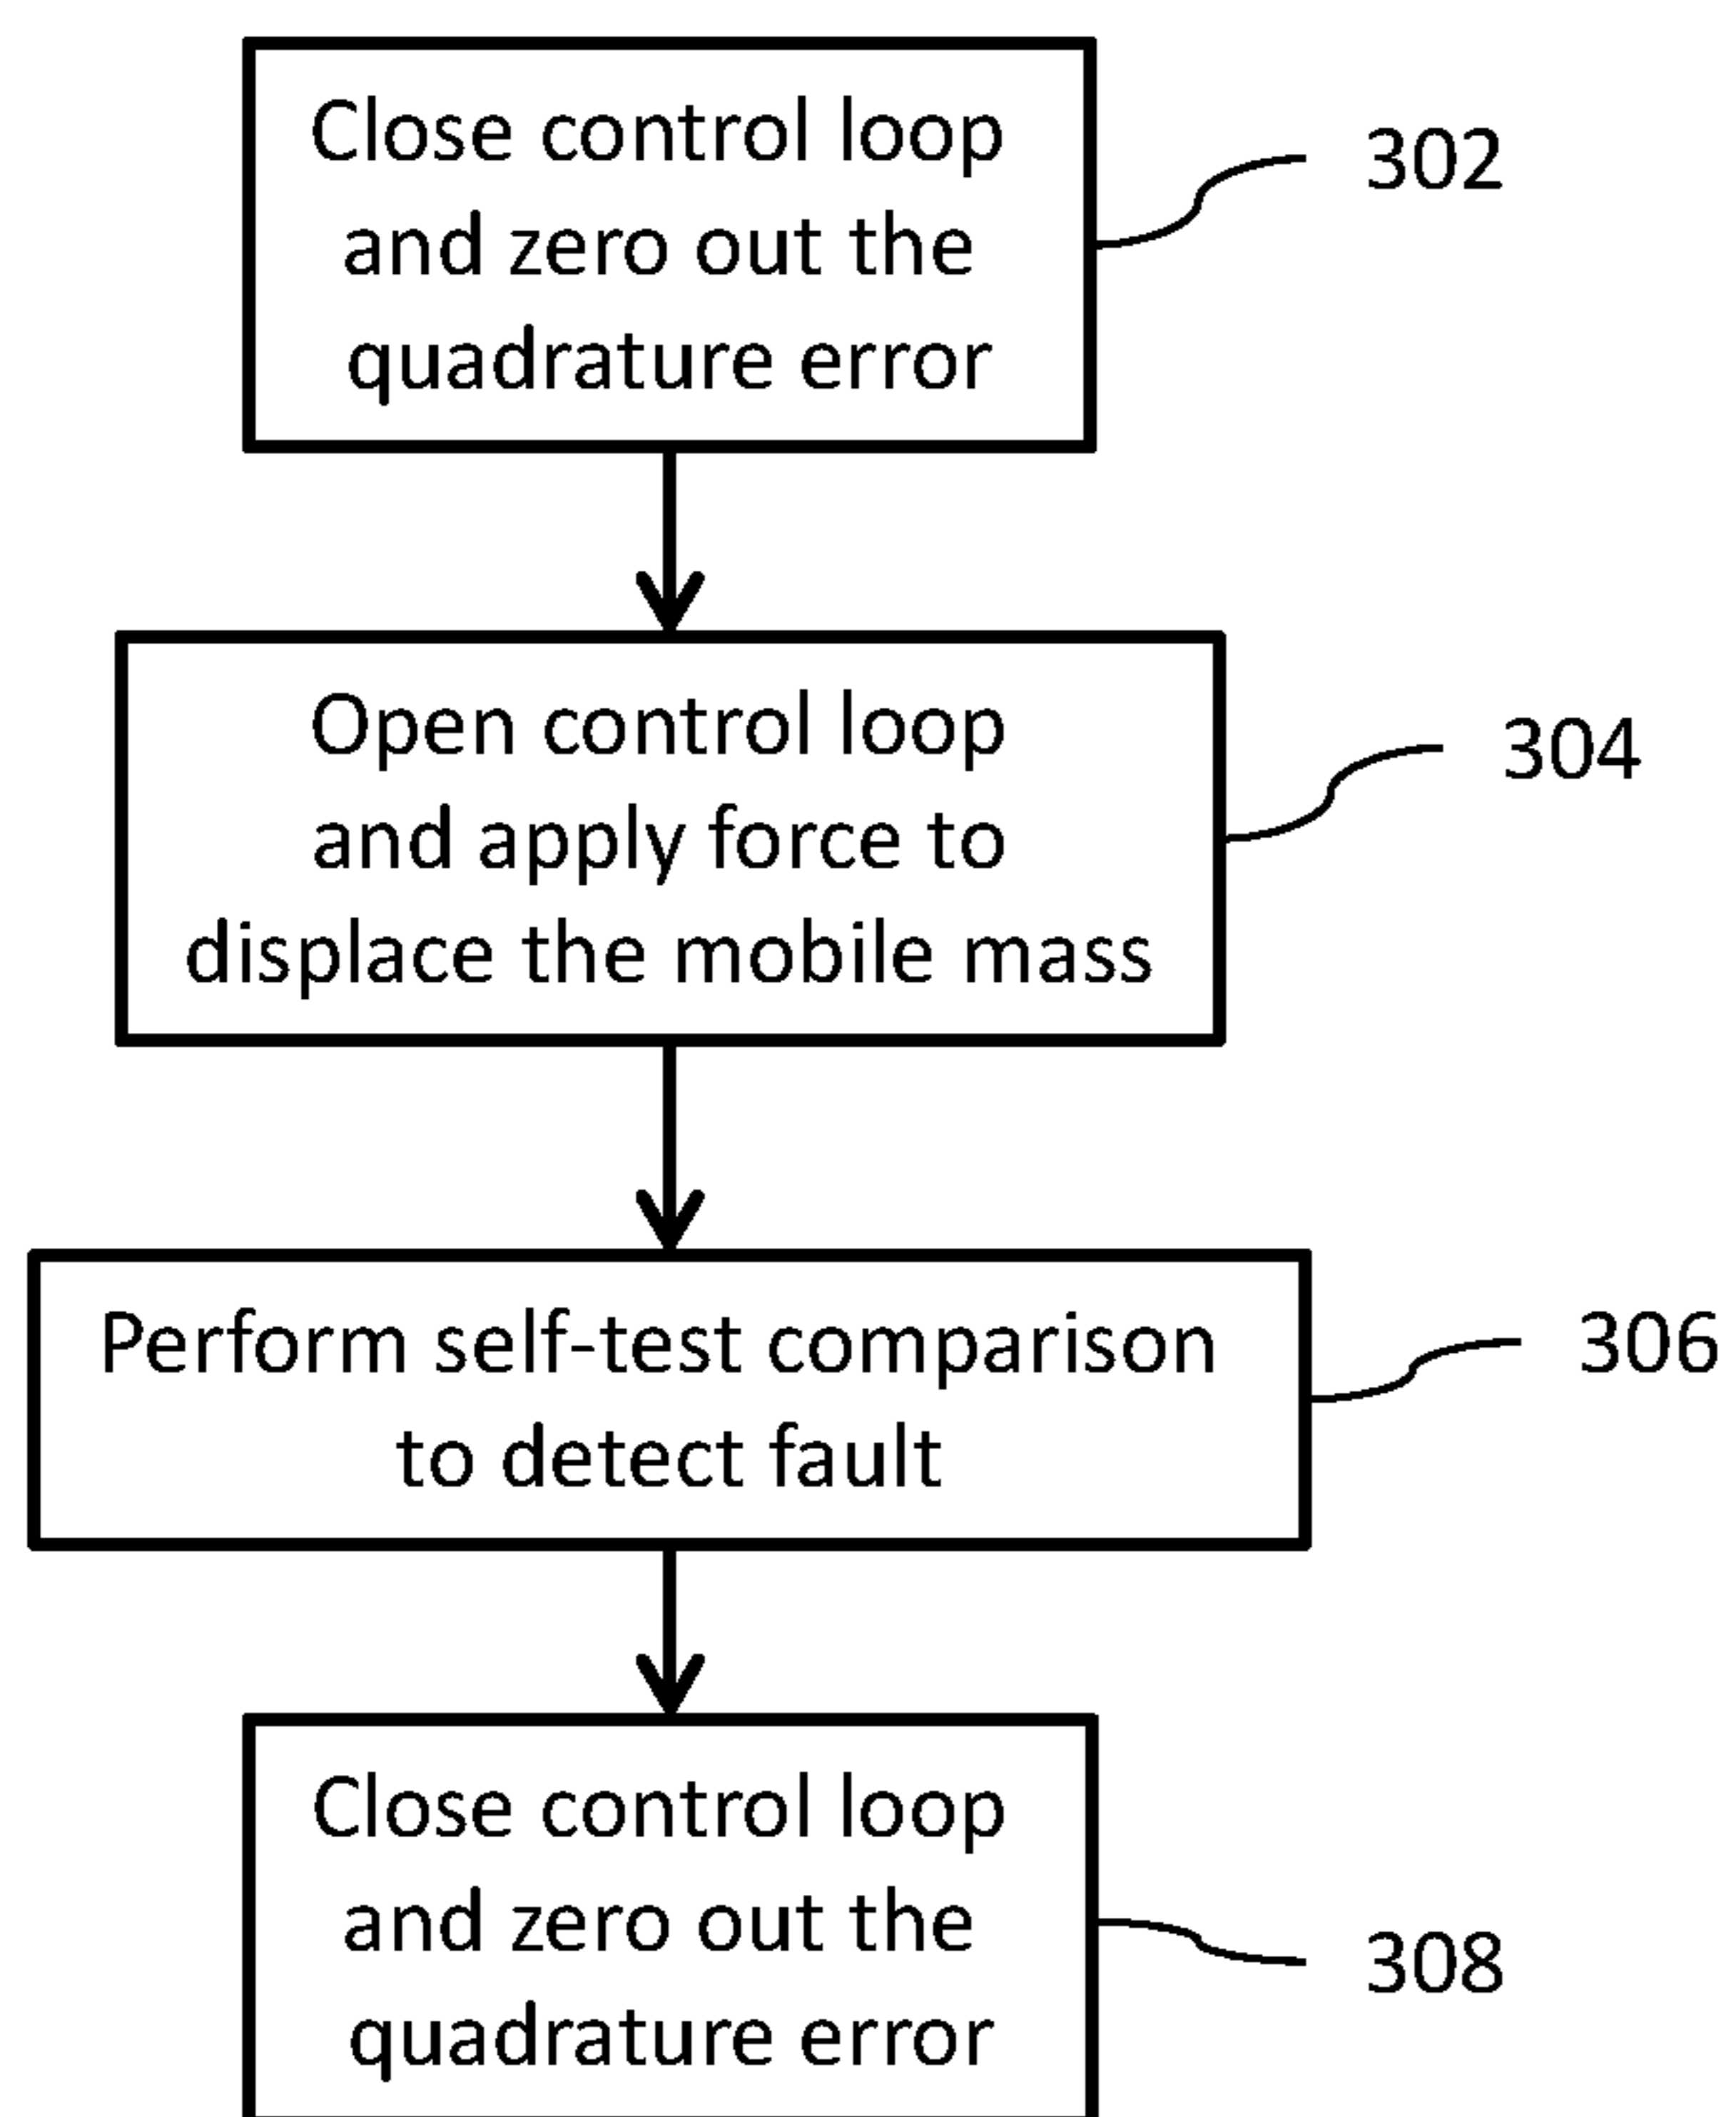 Close control loop
and zero out the
quadrature error
302
Open control loop
and apply force to
displace the mobile mass
304
Perform self-test comparison
to detect fault
306
Close control loop
and zero out the
quadrature error
308